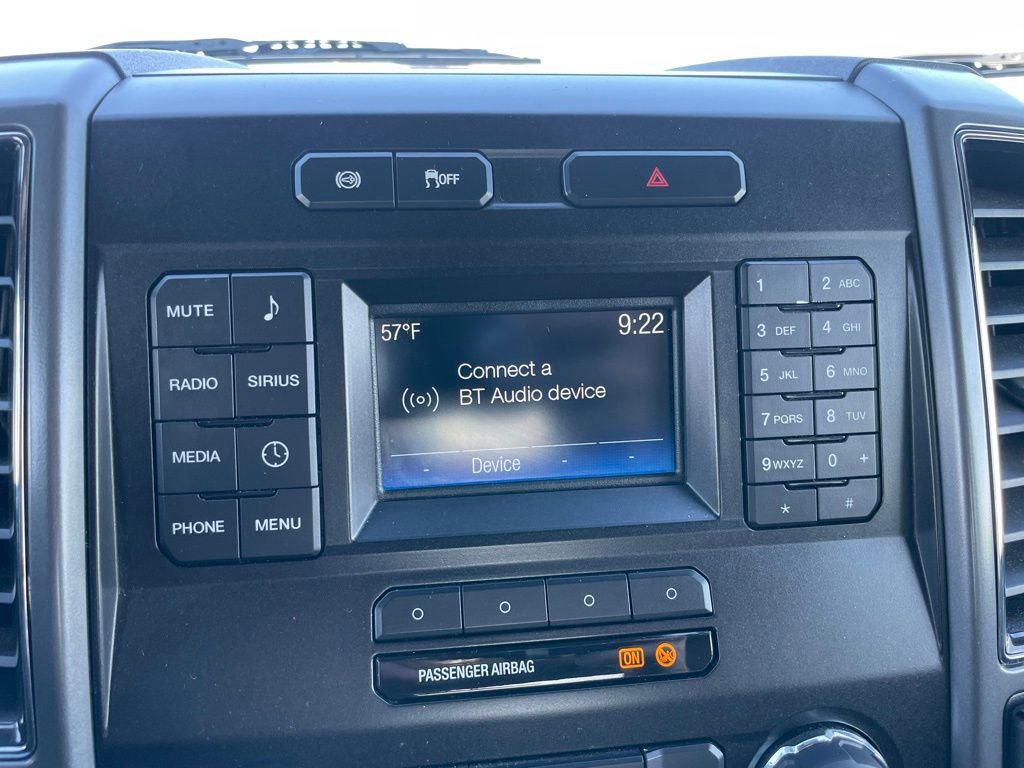 OFF
MUTE
RADIO SIRIUS
MEDIA
PHONE MENU
57°F 9:22
Connect a
BT Audio device
- Device - -
1 2 ABC
3 DEF 4 GHI
5 JKL 6 MNO
7 PQRS 8 TUV
9 WXYZ 0 +
* #
PASSENGER AIRBAG ON